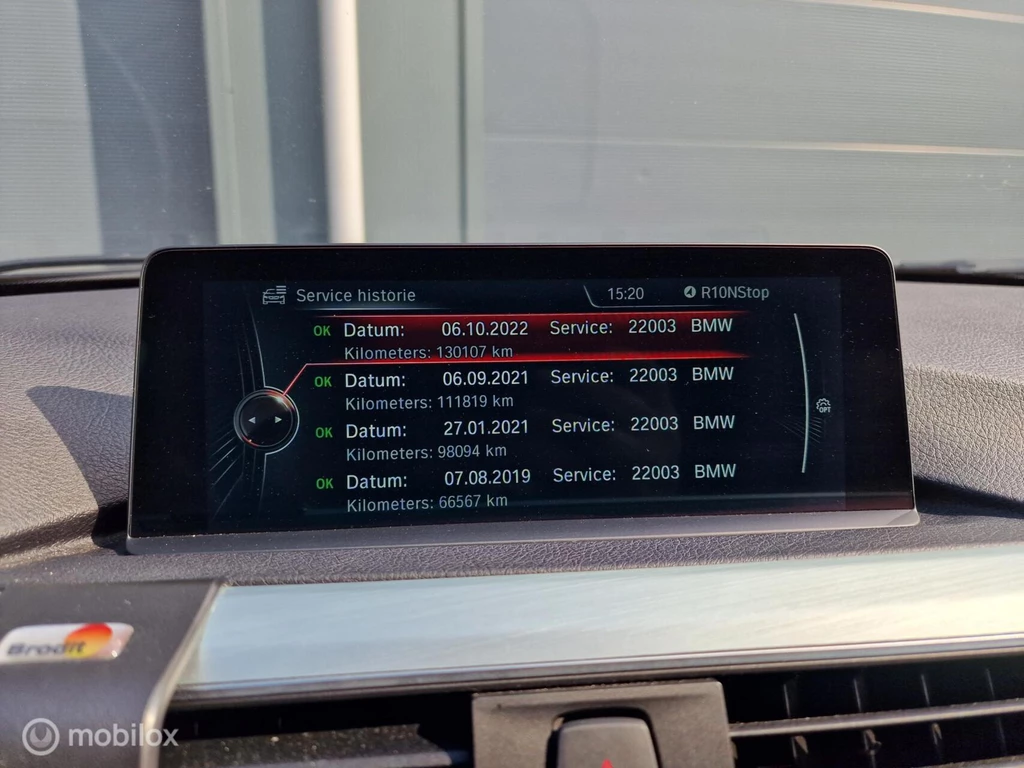 Service historie 15:20 R10NStop
OK Datum: 06.10.2022 Service: 22003 BMW
Kilometers: 130107 km
OK Datum: 06.09.2021 Service: 22003 BMW
Kilometers: 111819 km
OPT
OK Datum: 27.01.2021 Service: 22003 BMW
Kilometers: 98094 km
OK Datum: 07.08.2019 Service: 22003 BMW
Kilometers: 66567 km
Brodit
mobilox